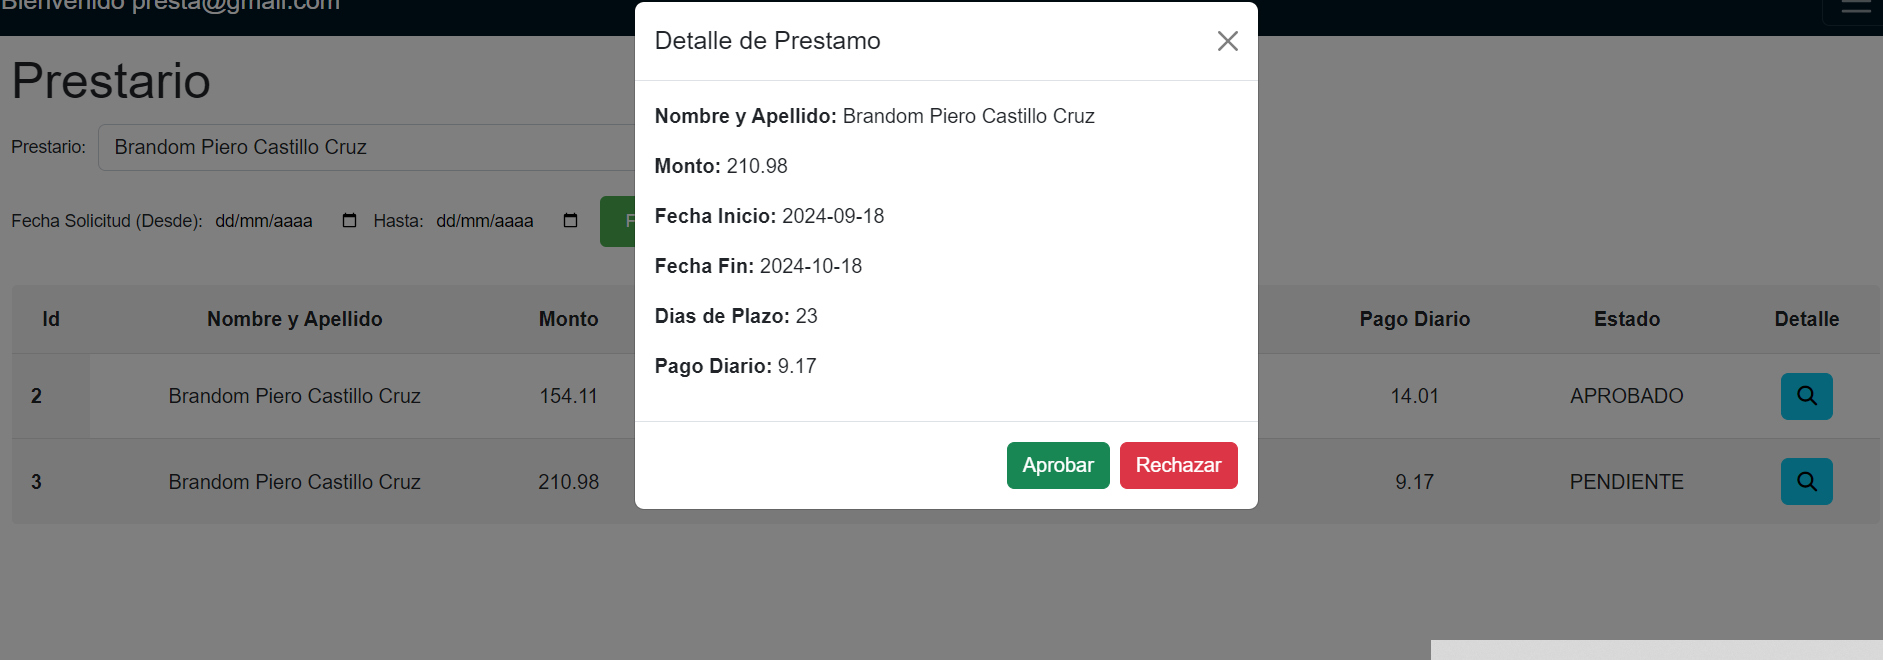 Bienvenido presta@gmail.com
Detalle de Prestamo
Prestario
Nombre y Apellido: Brandom Piero Castillo Cruz
Prestario: Brandom Piero Castillo Cruz
Monto: 210.98
Fecha Solicitud (Desde): dd/mm/aaaa Hasta: dd/mm/aaaa F
Fecha Inicio: 2024-09-18
Fecha Fin: 2024-10-18
Dias de Plazo: 23
Pago Diario: 9.17
Aprobar Rechazar
Id Nombre y Apellido Monto Pago Diario Estado Detalle
2 Brandom Piero Castillo Cruz 154.11 14.01 APROBADO
3 Brandom Piero Castillo Cruz 210.98 9.17 PENDIENTE